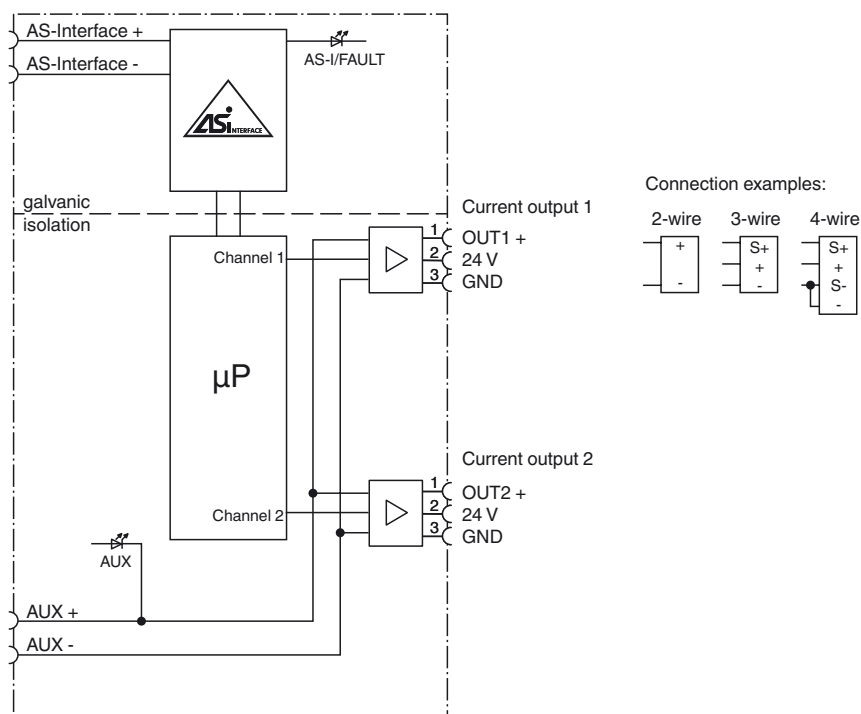 AS-Interface +
AS-Interface -
AS-I/FAULT
ASi INTERFACE
galvanic
isolation
Channel 1
µP
Channel 2
Current output 1
1 OUT1 +
2 24 V
3 GND
Connection examples:
2-wire 3-wire 4-wire
+ S+ S+
+ +
- - S-
-
Current output 2
1 OUT2 +
2 24 V
3 GND
AUX
AUX +
AUX -